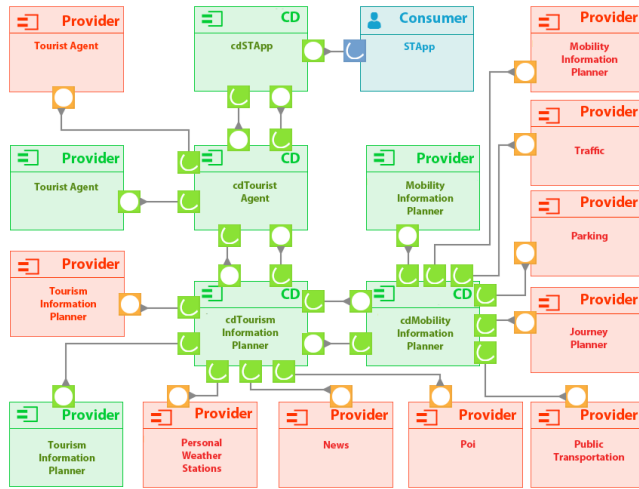 Provider
Tourist Agent
CD
cdSTApp
Consumer
STApp
Provider
Mobility
Information
Planner
Provider
Traffic
Provider
Tourist Agent
CD
cdTourist
Agent
Provider
Mobility
Information
Planner
Provider
Parking
Provider
Tourism
Information
Planner
CD
cdTourism
Information
Planner
CD
cdMobility
Information
Planner
Provider
Journey
Planner
Provider
Tourism
Information
Planner
Provider
Personal
Weather
Stations
Provider
News
Provider
Poi
Provider
Public
Transportation